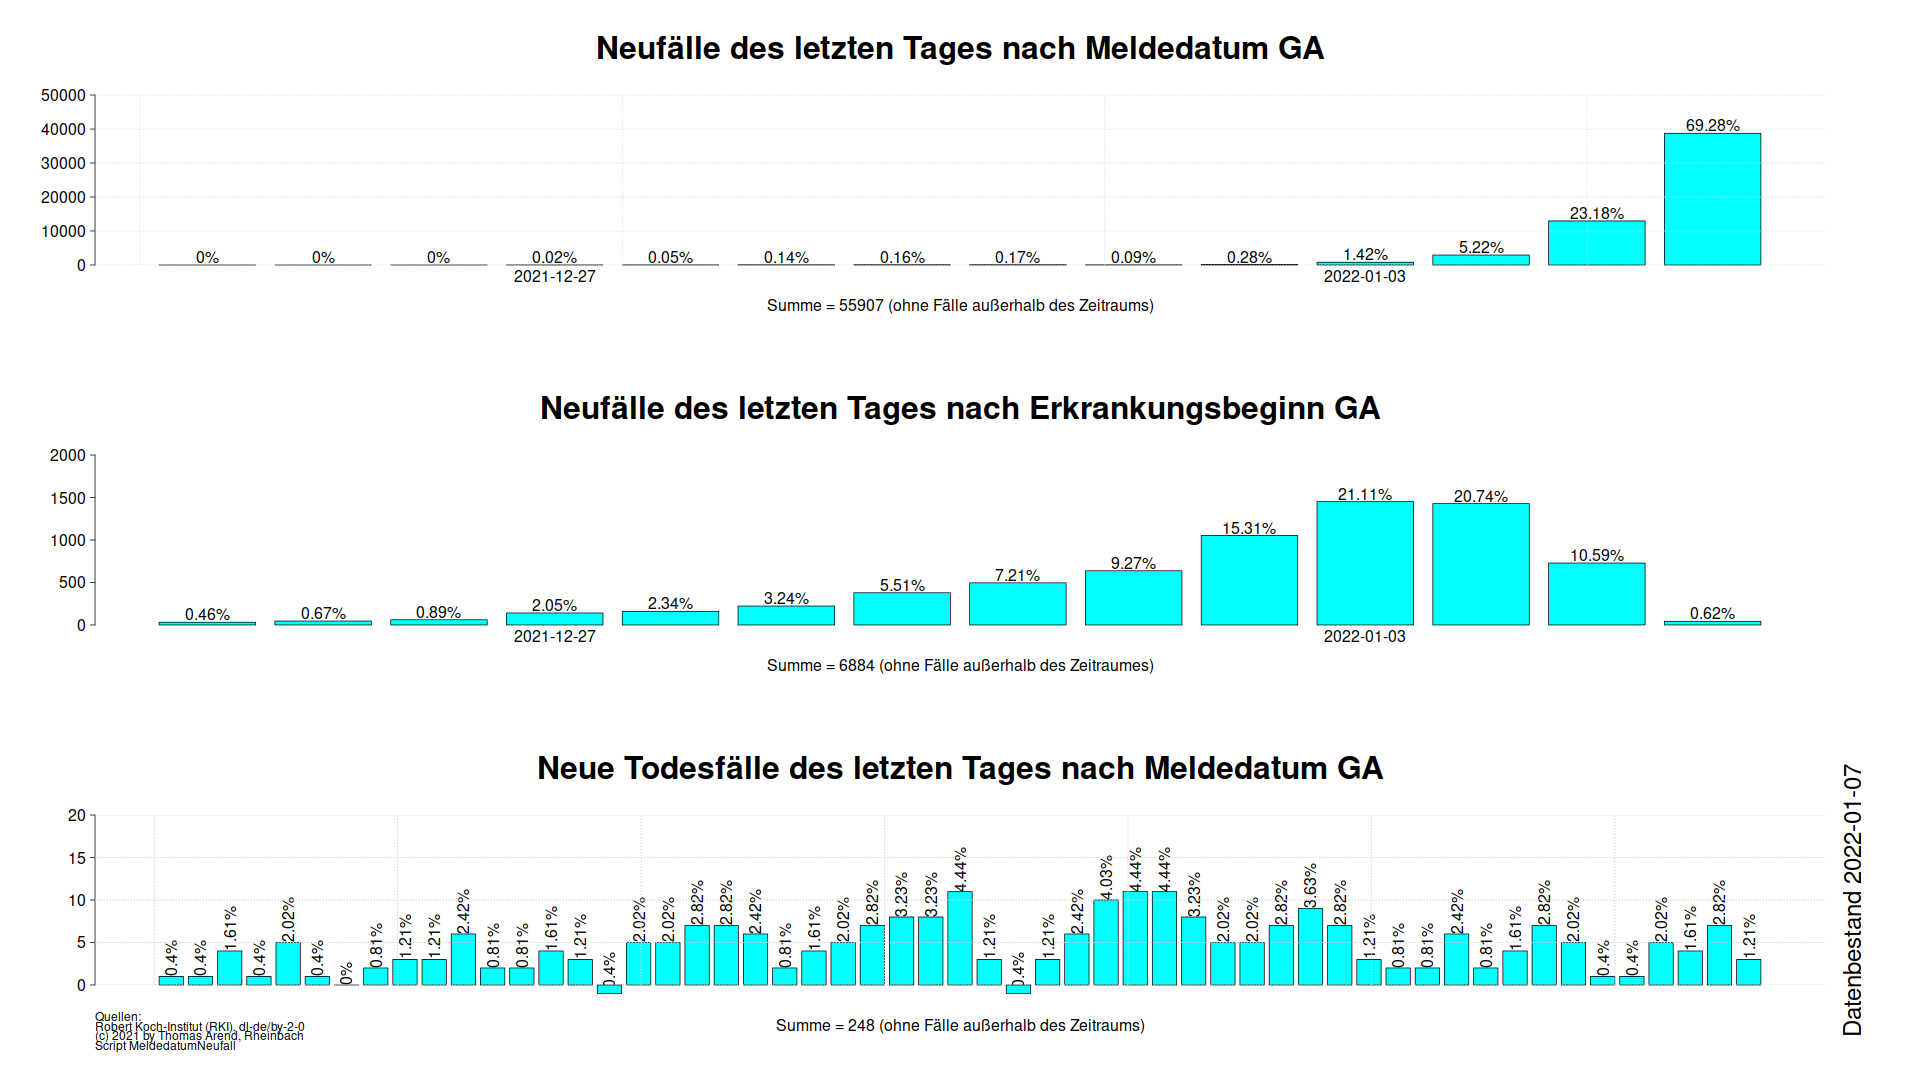 Neufälle des letzten Tages nach Meldedatum GA
50000
40000
30000
20000
10000
0
0% 0% 0% 0.02% 0.05% 0.14% 0.16% 0.17% 0.09% 0.28% 1.42% 5.22% 23.18% 69.28%
2021-12-27 2022-01-03
Summe = 55907 (ohne Fälle außerhalb des Zeitraums)
Neufälle des letzten Tages nach Erkrankungsbeginn GA
2000
1500
1000
500
0
0.46% 0.67% 0.89% 2.05% 2.34% 3.24% 5.51% 7.21% 9.27% 15.31% 21.11% 20.74% 10.59% 0.62%
2021-12-27 2022-01-03
Summe = 6884 (ohne Fälle außerhalb des Zeitraumes)
Neue Todesfälle des letzten Tages nach Meldedatum GA
20
15
10
5
0
0.4% 0.4% 1.61% 0.4% 2.02% 0.4% 0% 0.81% 1.21% 1.21% 2.42% 0.81% 0.81% 1.61% 1.21% 0.4% 2.02% 2.02% 2.82% 2.82% 2.42% 0.81% 1.61% 2.02% 2.82% 3.23% 3.23% 4.44% 1.21% 0.4% 1.21% 2.42% 4.03% 4.44% 4.44% 3.23% 2.02% 2.02% 2.82% 3.63% 2.82% 1.21% 0.81% 0.81% 2.42% 0.81% 1.61% 2.82% 2.02% 0.4% 0.4% 2.02% 1.61% 2.82% 1.21%
Summe = 248 (ohne Fälle außerhalb des Zeitraums)
Quellen:
Robert Koch-Institut (RKI), dl-de/by-2-0
(c) 2021 by Thomas Arend, Rheinbach
Script MeldedatumNeufall
Datenbestand 2022-01-07